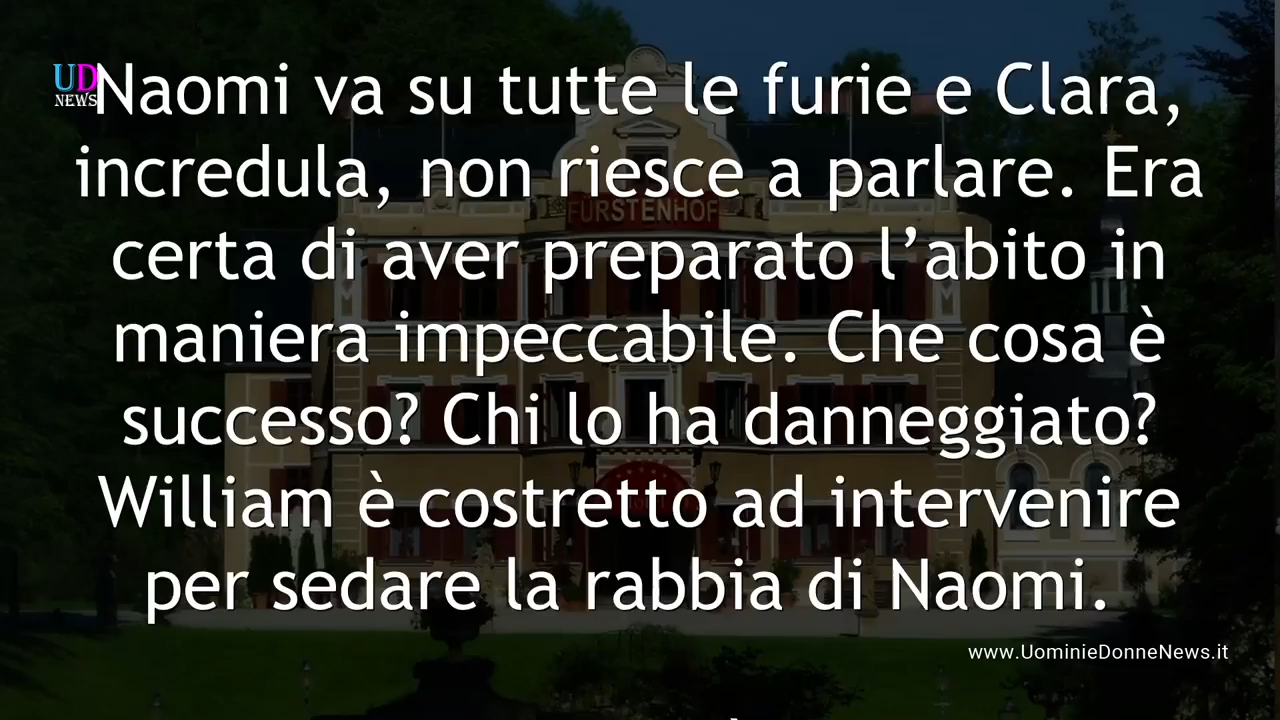 UD
NEWS
Naomi va su tutte le furie e Clara,
incredula, non riesce a parlare. Era
FÜRSTENHOF
certa di aver preparato l’abito in
maniera impeccabile. Che cosa è
successo? Chi lo ha danneggiato?
William è costretto ad intervenire
per sedare la rabbia di Naomi.
www.UominieDonneNews.it